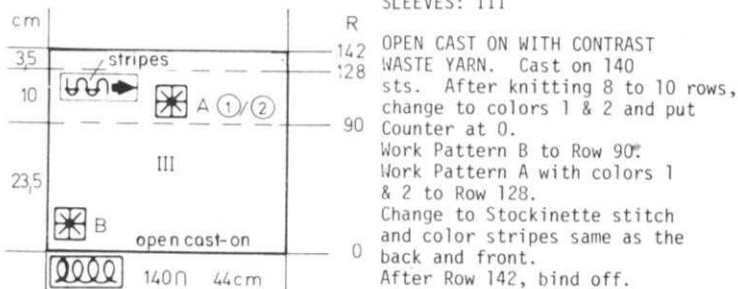 SLEEVES: III
cm
R
3,5
stripes
142
128
10
A 1/2
90
III
23,5
B
open cast-on
0
140∩ 44cm
OPEN CAST ON WITH CONTRAST
WASTE YARN. Cast on 140
sts. After knitting 8 to 10 rows,
change to colors 1 & 2 and put
Counter at 0.
Work Pattern B to Row 90.
Work Pattern A with colors 1
& 2 to Row 128.
Change to Stockinette stitch
and color stripes same as the
back and front.
After Row 142, bind off.